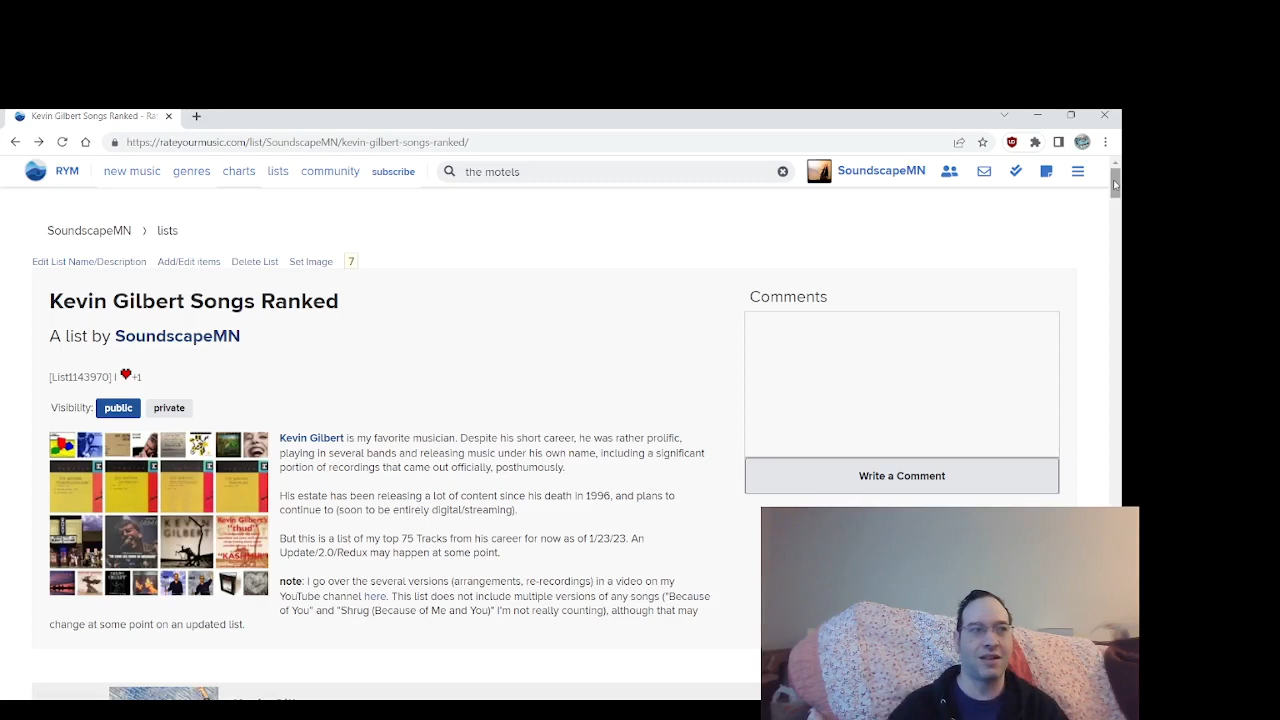 Kevin Gilbert Songs Ranked - Ra
https://rateyourmusic.com/list/SoundscapeMN/kevin-gilbert-songs-ranked/
RYM new music genres charts lists community subscribe the motels SoundscapeMN
SoundscapeMN › lists
Edit List Name/Description Add/Edit items Delete List Set Image 7
Kevin Gilbert Songs Ranked
A list by SoundscapeMN
[List1143970] | +1
Visibility: public private
Kevin Gilbert is my favorite musician. Despite his short career, he was rather prolific,
playing in several bands and releasing music under his own name, including a significant
portion of recordings that came out officially, posthumously.
His estate has been releasing a lot of content since his death in 1996, and plans to
continue to (soon to be entirely digital/streaming).
But this is a list of my top 75 Tracks from his career for now as of 1/23/23. An
Update/2.0/Redux may happen at some point.
note: I go over the several versions (arrangements, re-recordings) in a video on my
YouTube channel here. This list does not include multiple versions of any songs ("Because
of You" and "Shrug (Because of Me and You)" I'm not really counting), although that may
change at some point on an updated list.
Comments
Write a Comment
KEVIN
GILBERT
Kevin Gilbert's
"thud"
"KASHMIR"